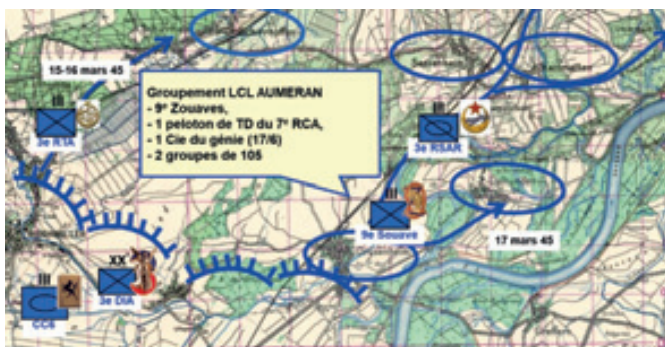 15-16 mars 45
Groupement LCL AUMERAN
- 9e Zouaves,
- 1 peloton de TD du 7e RCA,
- 1 Cie du génie (17/6)
- 2 groupes de 105
III
3e RTA
III
3e RSAR
III
9e Souave
17 mars 45
XX
3e DIA
III
CC6